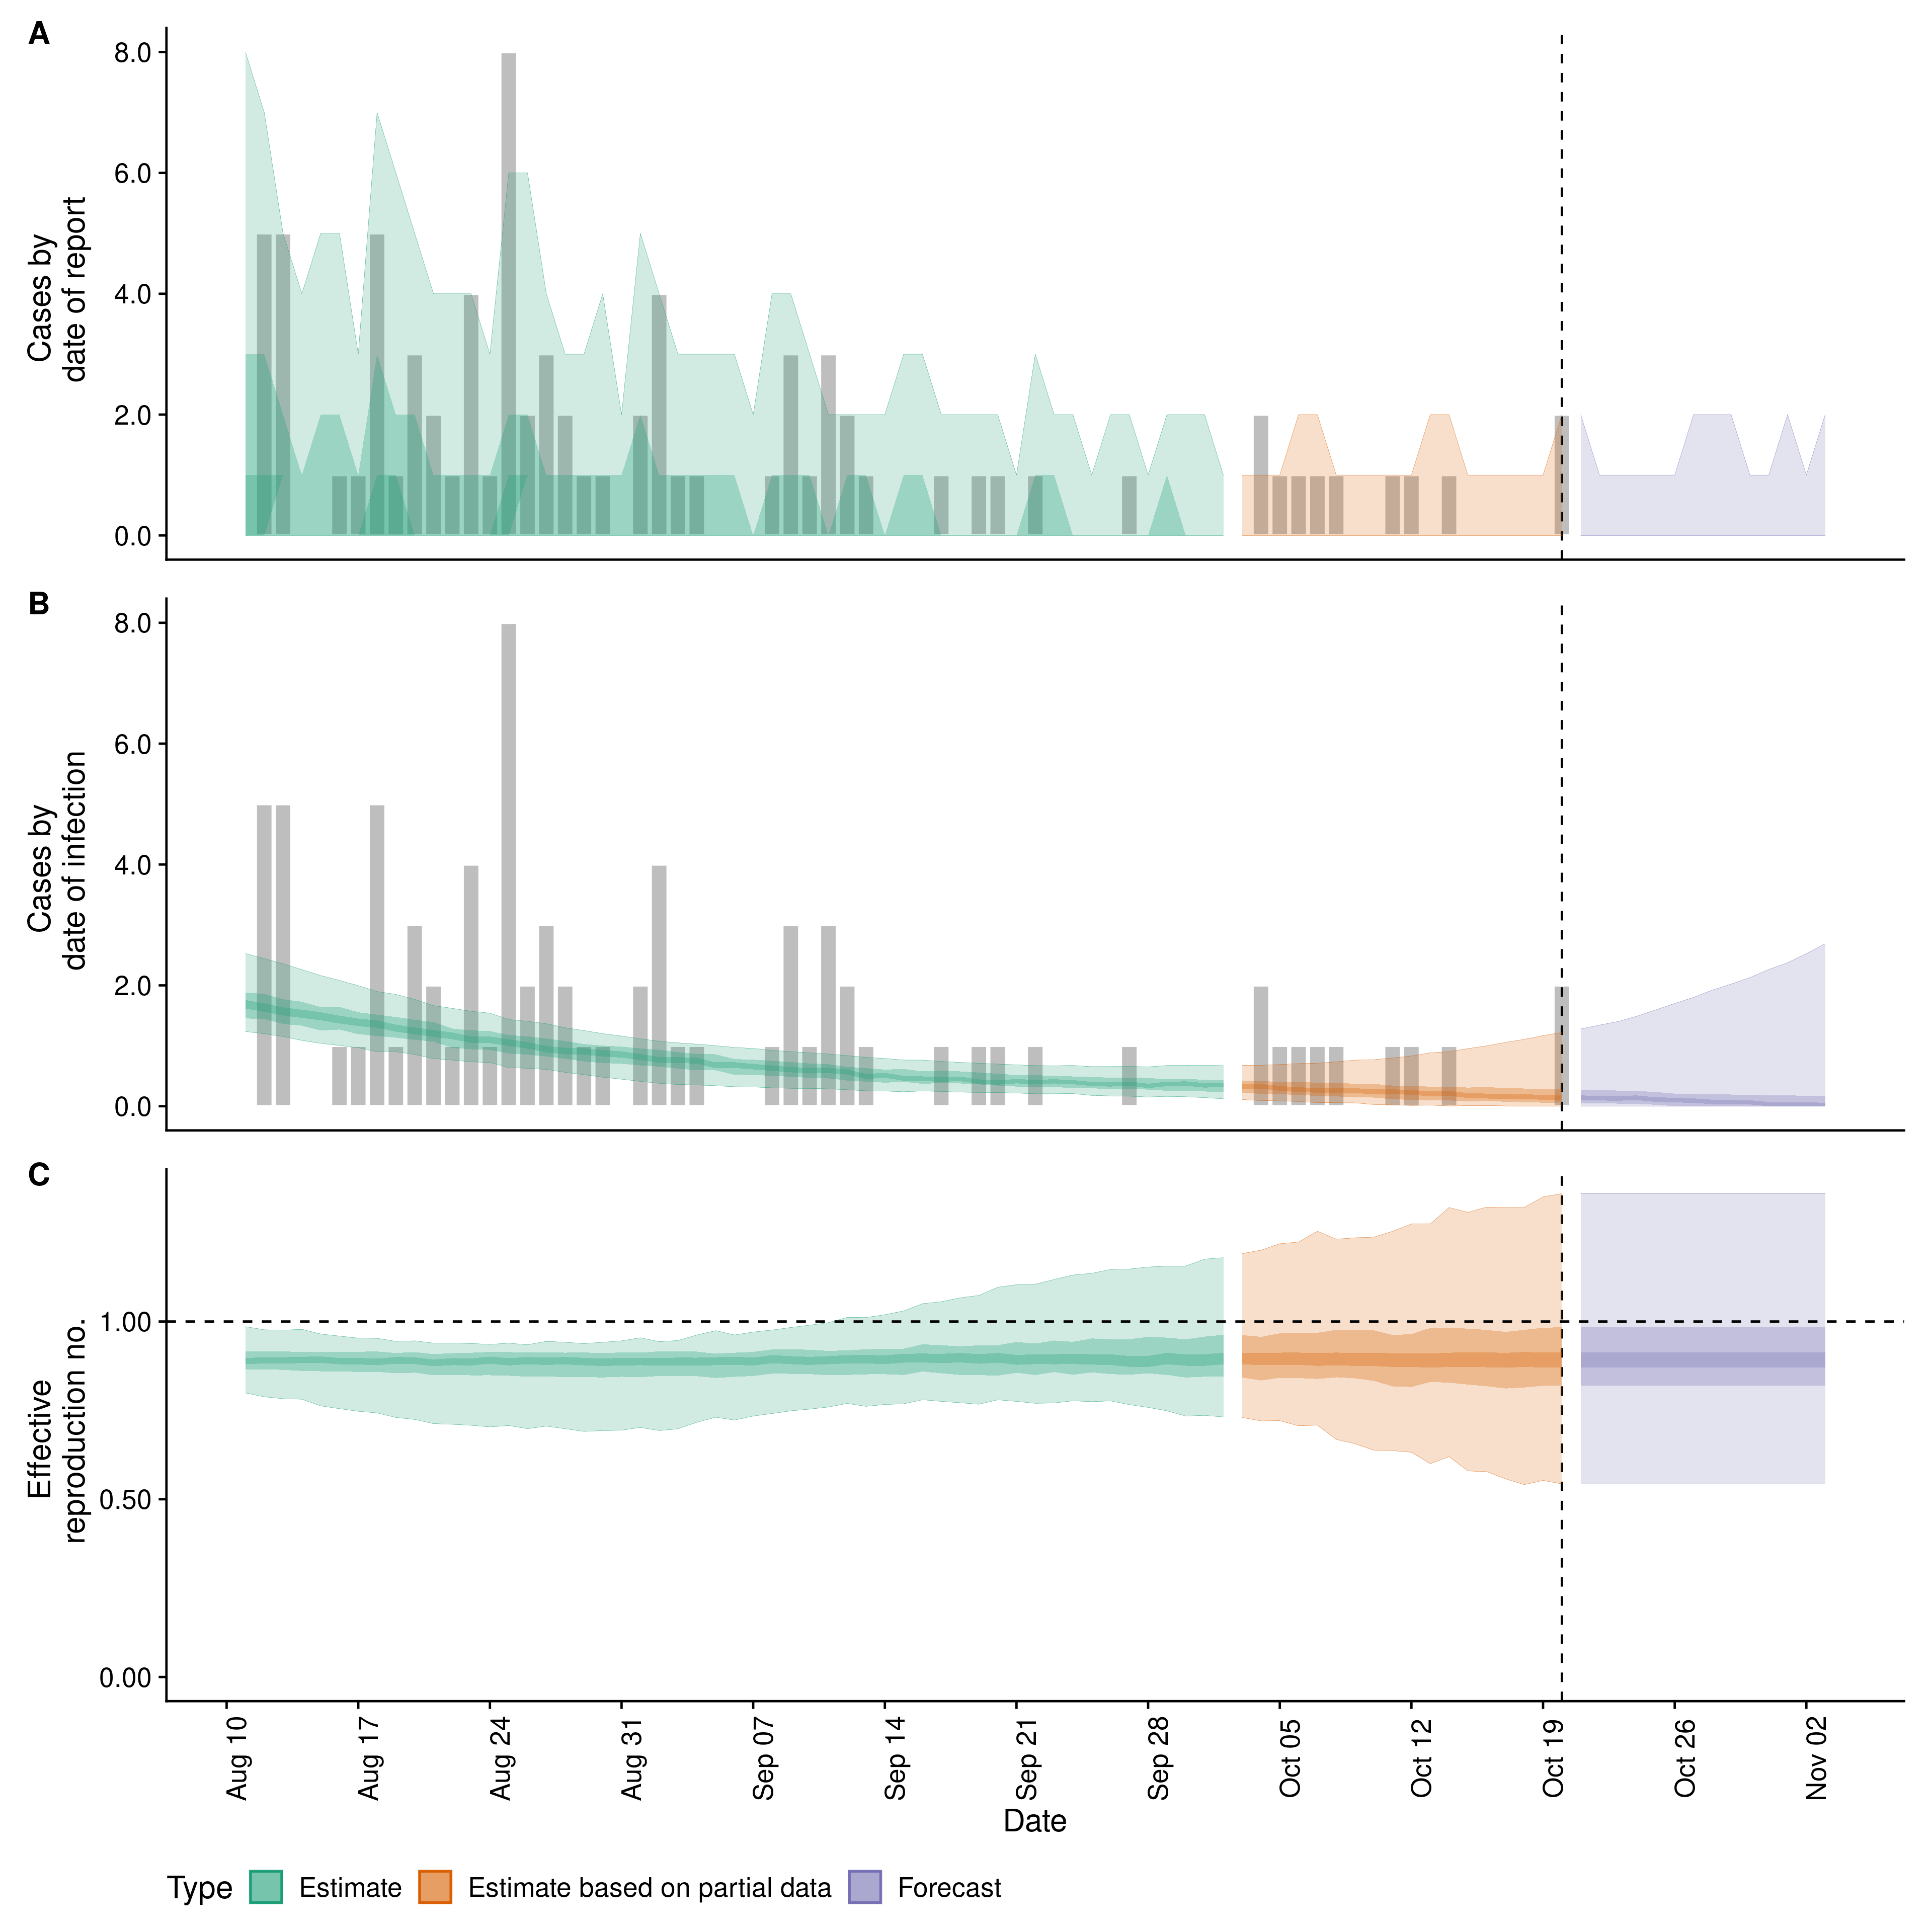 A
8.0
6.0
4.0
2.0
0.0
Cases by
date of report
B
8.0
6.0
4.0
2.0
0.0
Cases by
date of infection
C
1.00
0.50
0.00
Effective
reproduction no.
Aug 10
Aug 17
Aug 24
Aug 31
Sep 07
Sep 14
Sep 21
Sep 28
Oct 05
Oct 12
Oct 19
Oct 26
Nov 02
Date
Type Estimate Estimate based on partial data Forecast